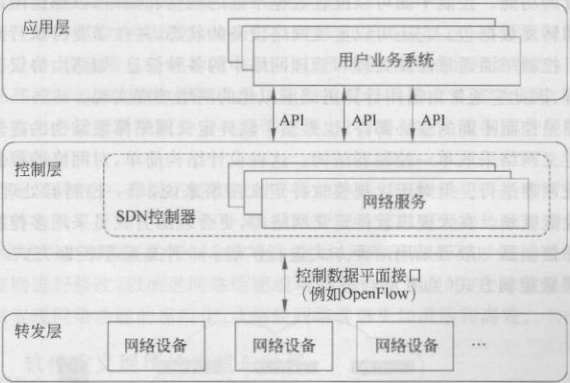 应用层
用户业务系统
API
API
API
控制层
网络服务
SDN控制器
控制数据平面接口
(例如OpenFlow)
转发层
网络设备
网络设备
网络设备
…